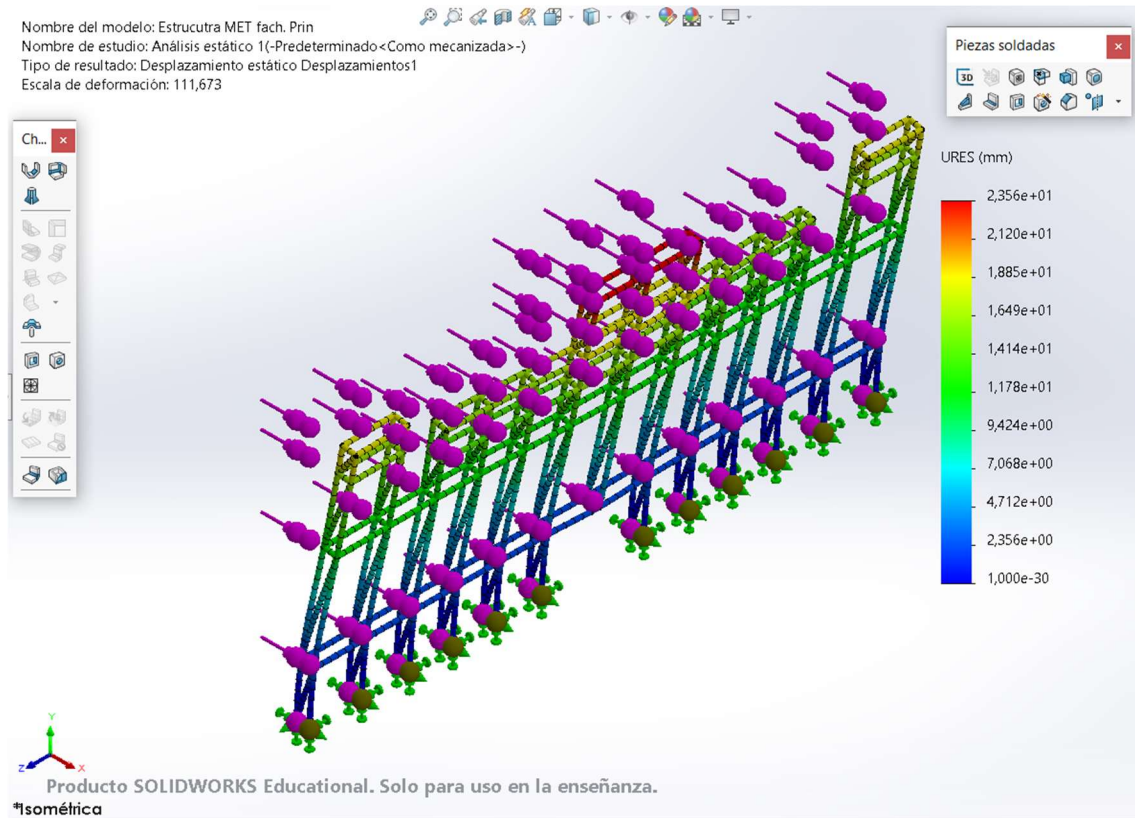 Nombre del modelo: Estrucutra MET fach. Prin
Nombre de estudio: Análisis estático 1(-Predeterminado<Como mecanizada>-)
Tipo de resultado: Desplazamiento estático Desplazamientos1
Escala de deformación: 111,673
Piezas soldadas
3D
Ch...
URES (mm)
2,356e+01
2,120e+01
1,885e+01
1,649e+01
1,414e+01
1,178e+01
9,424e+00
7,068e+00
4,712e+00
2,356e+00
1,000e-30
Y
Z
X
Producto SOLIDWORKS Educational. Solo para uso en la enseñanza.
*Isométrica